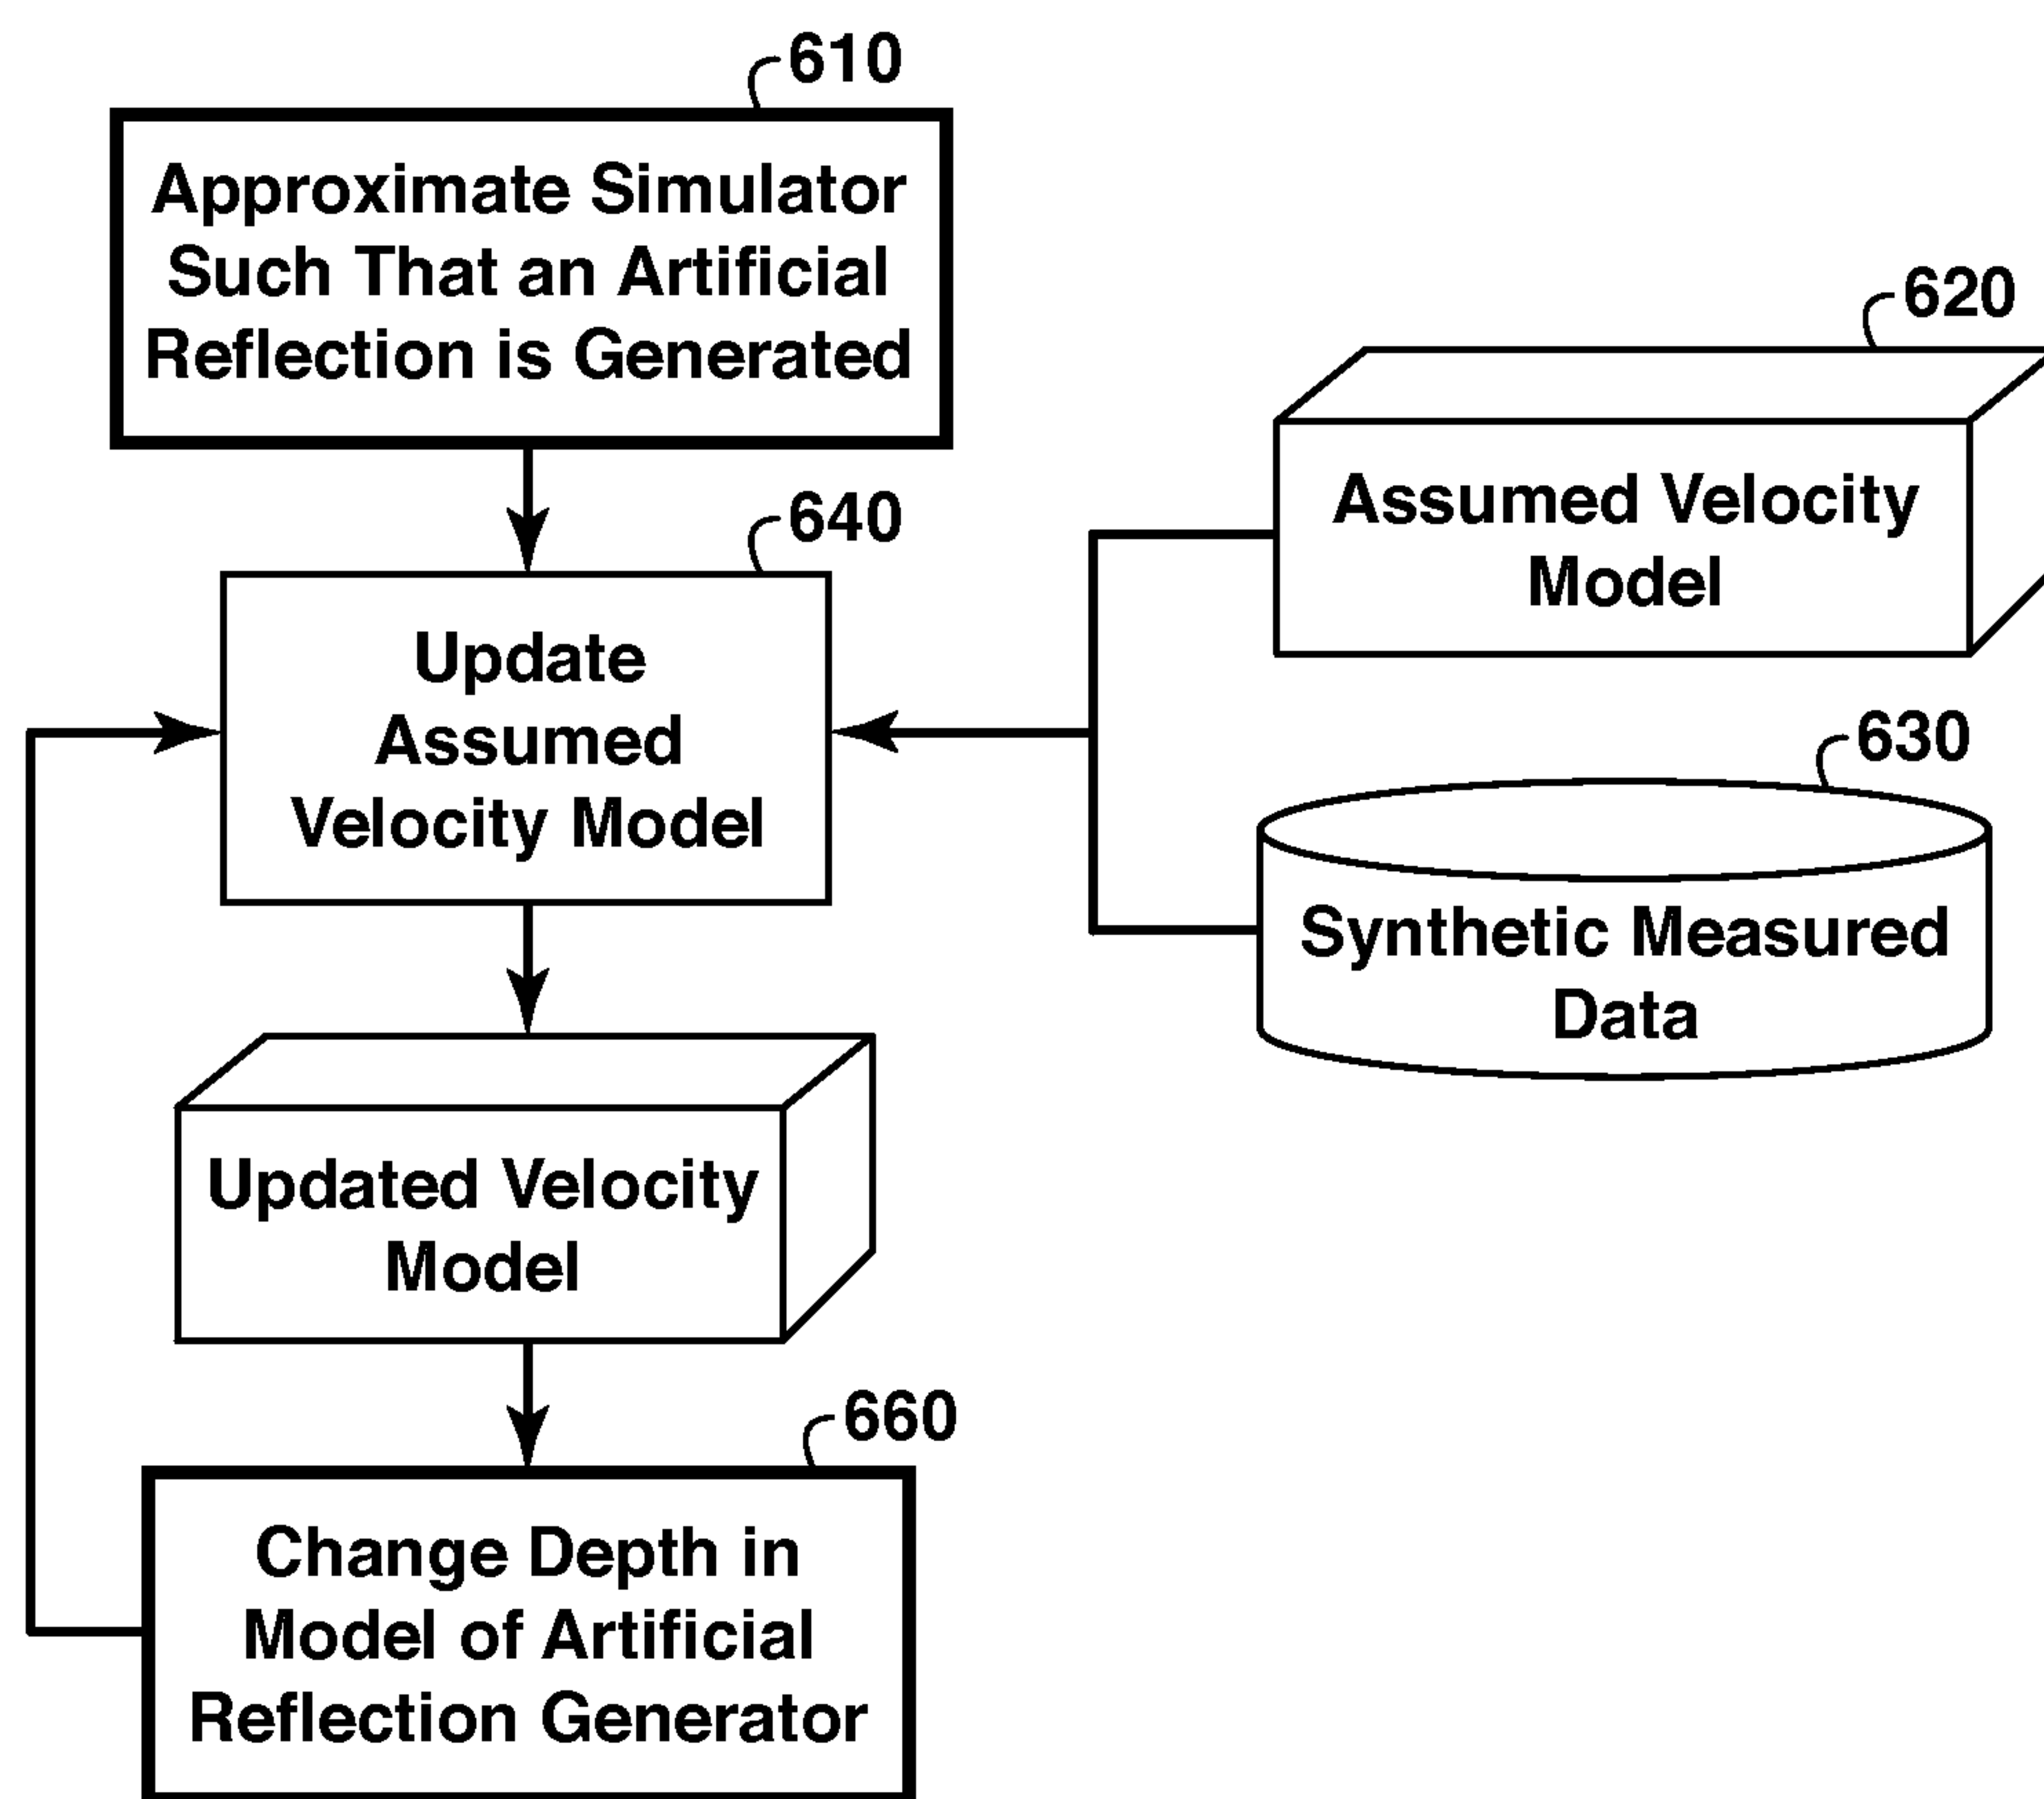 610
Approximate Simulator
Such That an Artificial
Reflection is Generated
620
Assumed Velocity
Model
640
Update
Assumed
Velocity Model
630
Synthetic Measured
Data
Updated Velocity
Model
660
Change Depth in
Model of Artificial
Reflection Generator